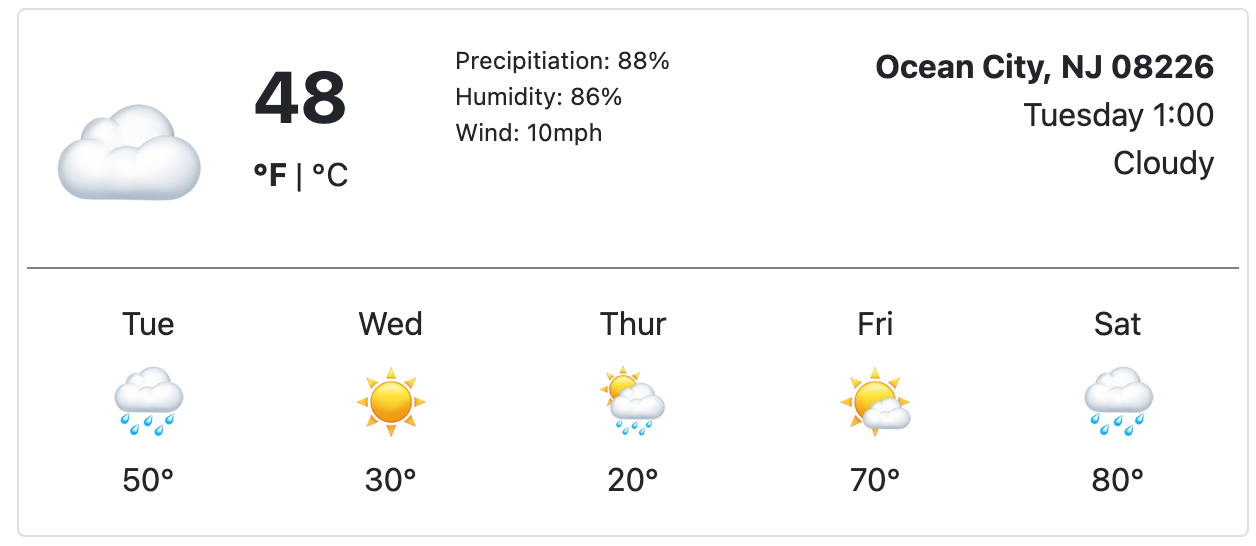 48
°F | °C
Precipitiation: 88%
Humidity: 86%
Wind: 10mph
Ocean City, NJ 08226
Tuesday 1:00
Cloudy
Tue
Wed
Thur
Fri
Sat
50°
30°
20°
70°
80°